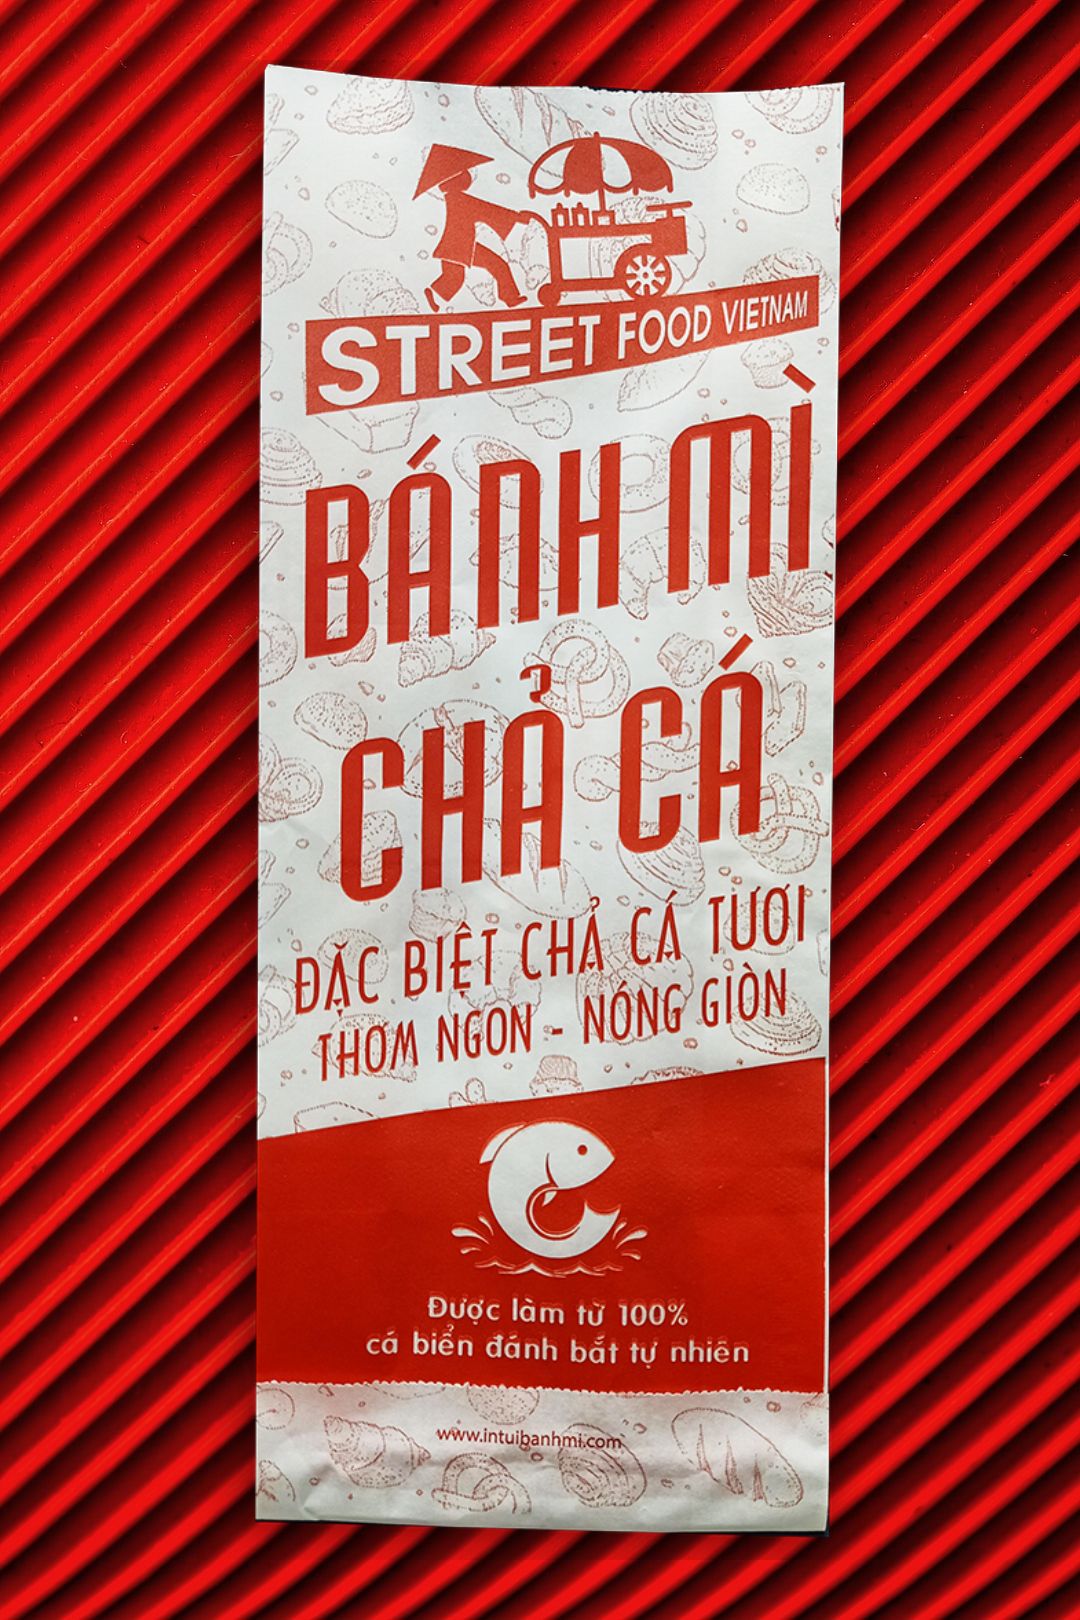 STREET FOOD VIETNAM
BÁNH MÌ
CHẢ CÁ
ĐẶC BIỆT CHẢ CÁ TƯƠI
THƠM NGON - NÓNG GIÒN
Được làm từ 100%
cá biển đánh bắt tự nhiên
www.intuibanhmi.com